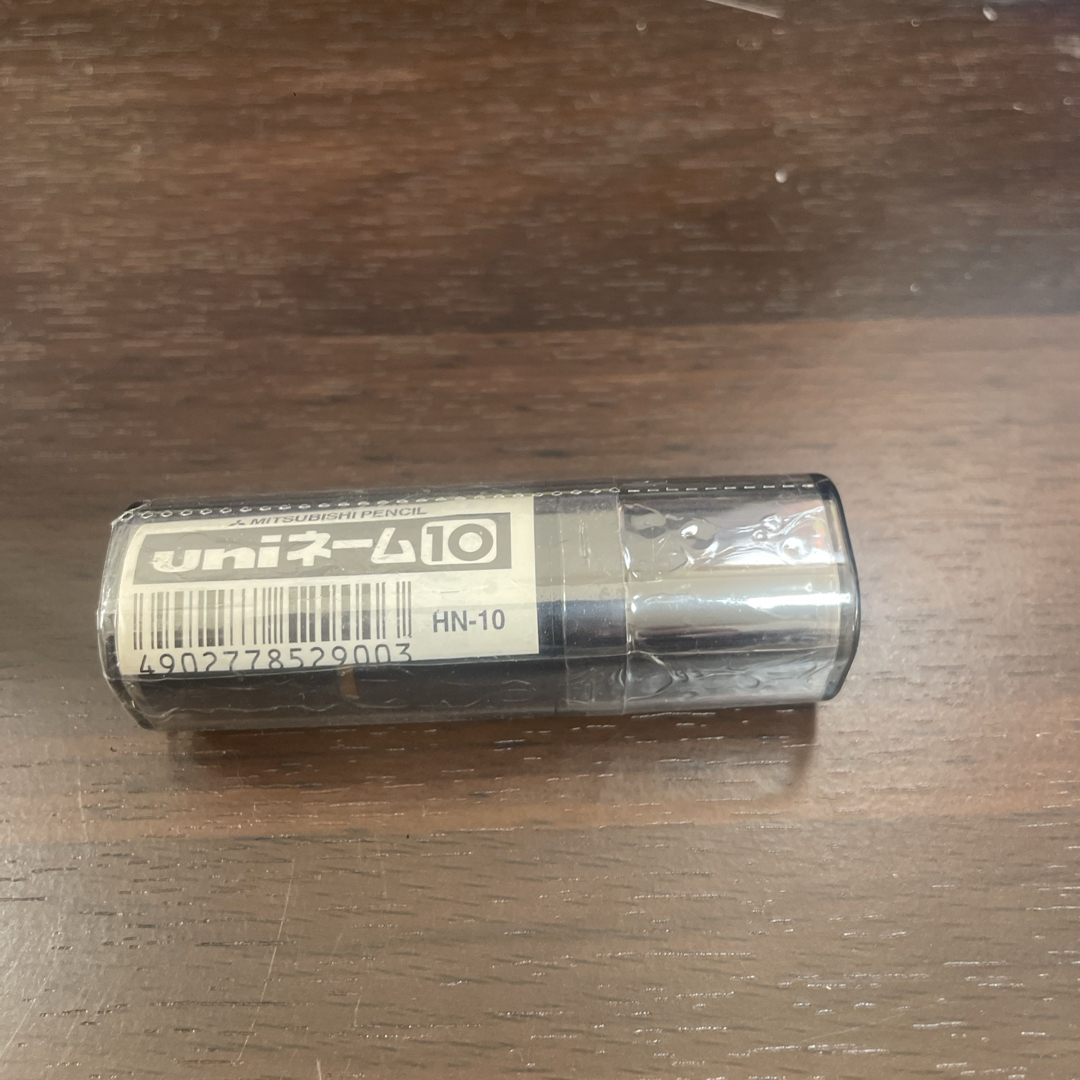 MITSUBISHI PENCIL
uniネーム10
HN-10
4902778529003